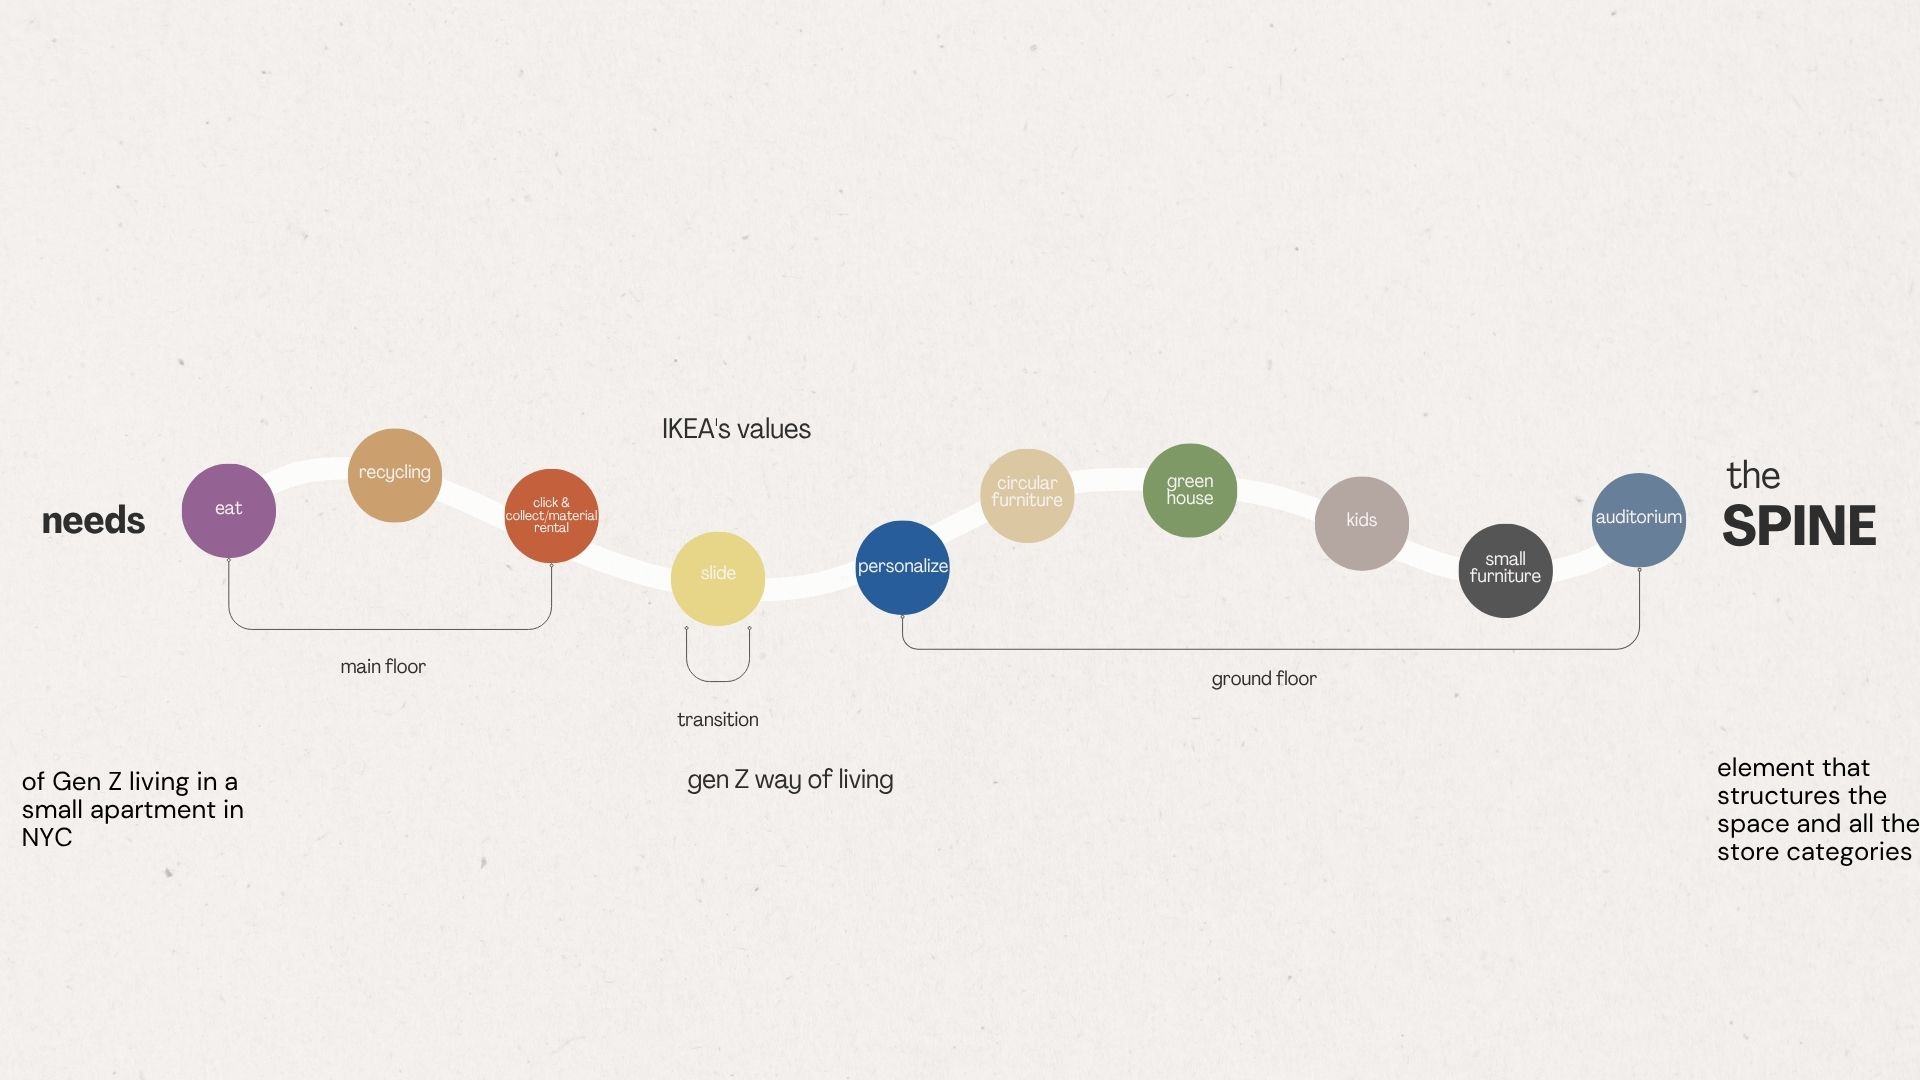 IKEA's values
needs
eat
recycling
click &
collect/material
rental
slide
personalize
circular
furniture
green
house
kids
small
furniture
auditorium
the
SPINE
main floor
transition
ground floor
of Gen Z living in a
small apartment in
NYC
gen Z way of living
element that
structures the
space and all the
store categories